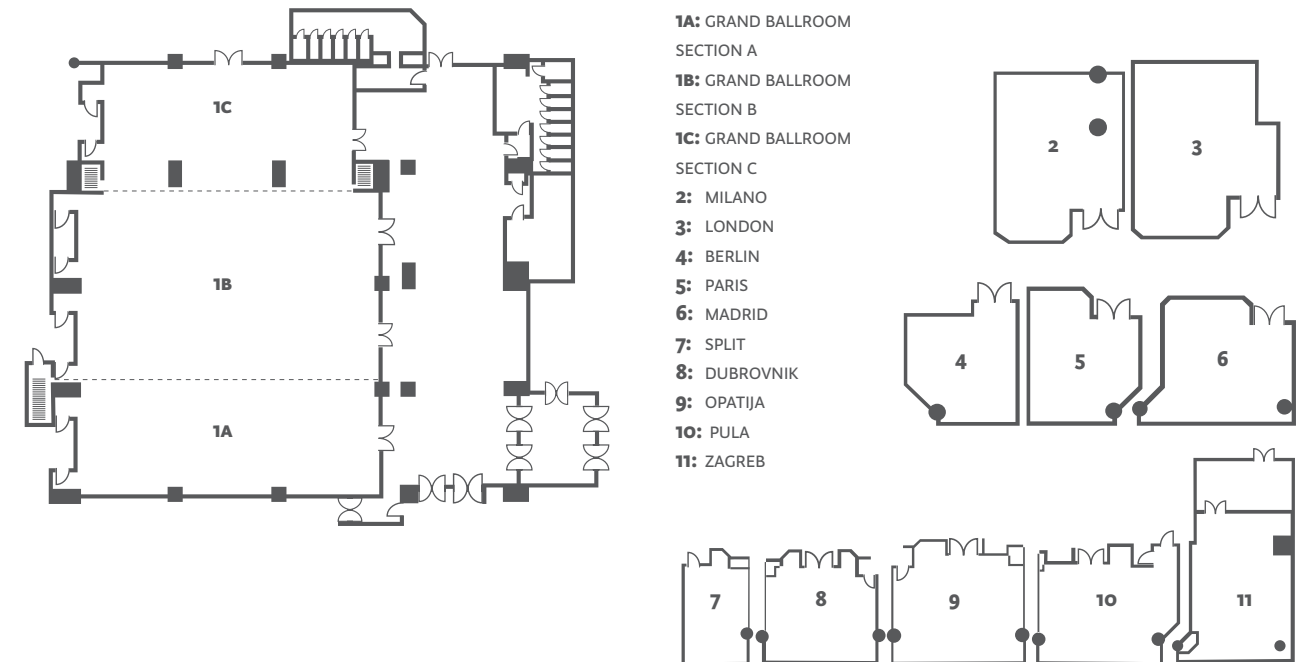 1C
1B
1A
1A: GRAND BALLROOM
SECTION A
1B: GRAND BALLROOM
SECTION B
1C: GRAND BALLROOM
SECTION C
2: MILANO
3: LONDON
4: BERLIN
5: PARIS
6: MADRID
7: SPLIT
8: DUBROVNIK
9: OPATIJA
10: PULA
11: ZAGREB
2
3
4
5
6
7
8
9
10
11